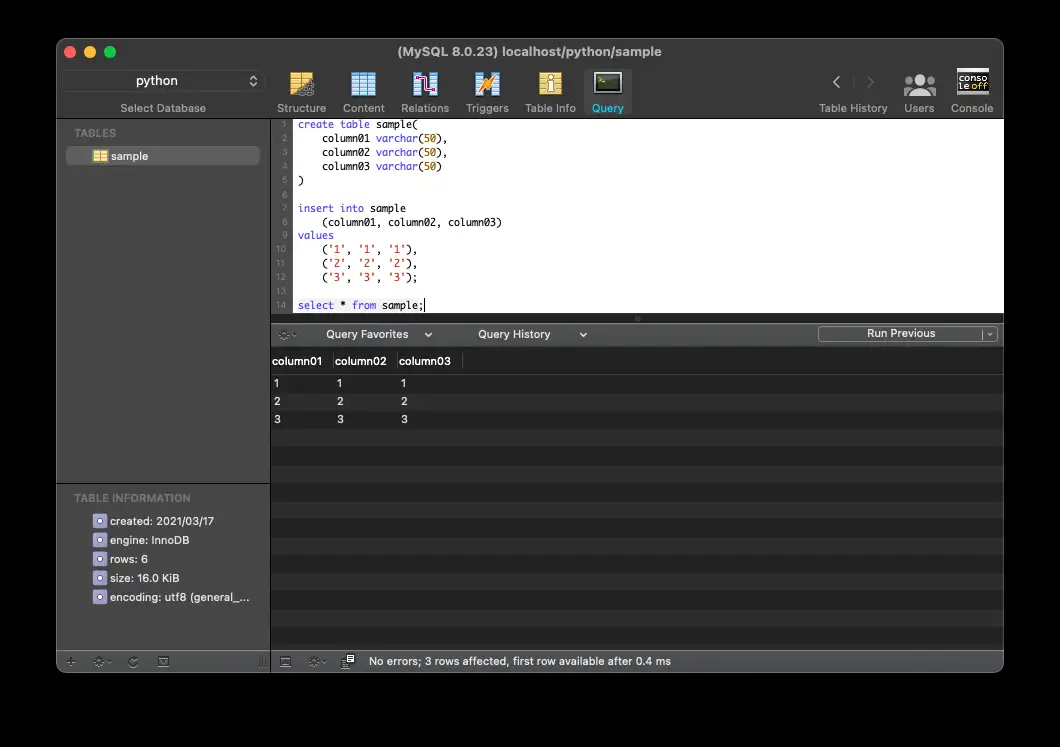 (MySQL 8.0.23) localhost/python/sample
python
Select Database
Structure
Content
Relations
Triggers
Table Info
Query
Table History
Users
conso
leoff
Console
TABLES
sample
1 create table sample(
2 column01 varchar(50),
3 column02 varchar(50),
4 column03 varchar(50)
5 )
6
7 insert into sample
8 (column01, column02, column03)
9 values
10 ('1', '1', '1'),
11 ('2', '2', '2'),
12 ('3', '3', '3');
13
14 select * from sample;
Query Favorites
Query History
Run Previous
column01 column02 column03
1 1 1
2 2 2
3 3 3
TABLE INFORMATION
created: 2021/03/17
engine: InnoDB
rows: 6
size: 16.0 KiB
encoding: utf8 (general_...
No errors; 3 rows affected, first row available after 0.4 ms